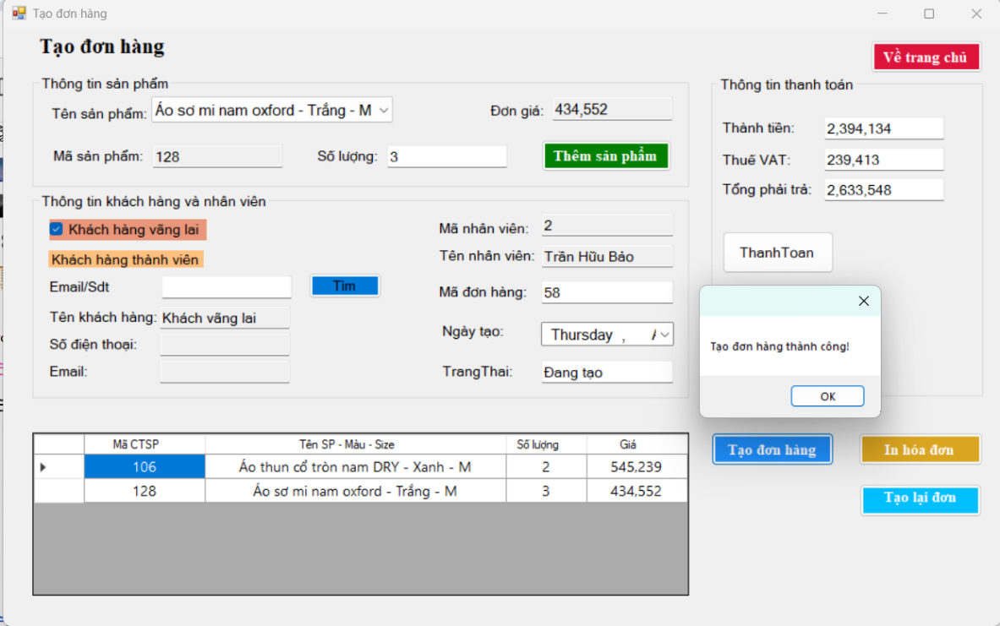 Tạo đơn hàng
Tạo đơn hàng
Về trang chủ
Thông tin sản phẩm
Tên sản phẩm: Áo sơ mi nam oxford - Trắng - M
Đơn giá: 434,552
Mã sản phẩm: 128
Số lượng: 3
Thêm sản phẩm
Thông tin thanh toán
Thành tiền: 2,394,134
Thuế VAT: 239,413
Tổng phải trả: 2,633,548
ThanhToan
Thông tin khách hàng và nhân viên
Khách hàng vãng lai
Khách hàng thành viên
Email/Sdt
Tìm
Tên khách hàng: Khách vãng lai
Số điện thoại:
Email:
Mã nhân viên: 2
Tên nhân viên: Trần Hữu Bảo
Mã đơn hàng: 58
Ngày tạo: Thursday ,
TrangThai: Đang tạo
Tạo đơn hàng thành công!
OK
Mã CTSP Tên SP - Màu - Size Số lượng Giá
106 Áo thun cổ tròn nam DRY - Xanh - M 2 545,239
128 Áo sơ mi nam oxford - Trắng - M 3 434,552
Tạo đơn hàng
In hóa đơn
Tạo lại đơn